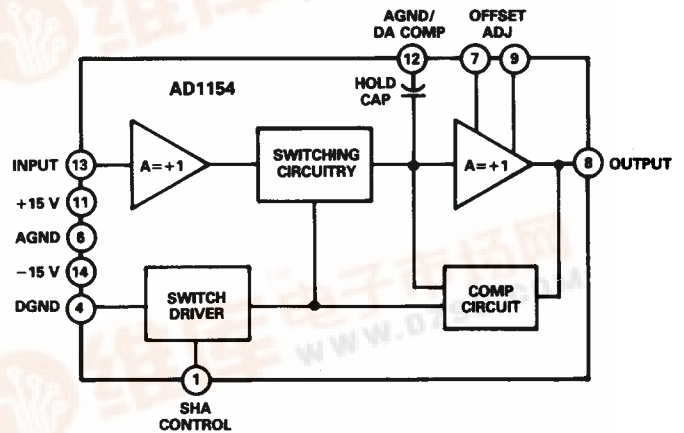 AGND/
DA COMP
OFFSET
ADJ
12
7
9
HOLD
CAP
AD1154
INPUT
13
A=+1
SWITCHING
CIRCUITRY
A=+1
8
OUTPUT
+15 V
11
AGND
6
-15 V
14
DGND
4
SWITCH
DRIVER
COMP
CIRCUIT
1
SHA
CONTROL